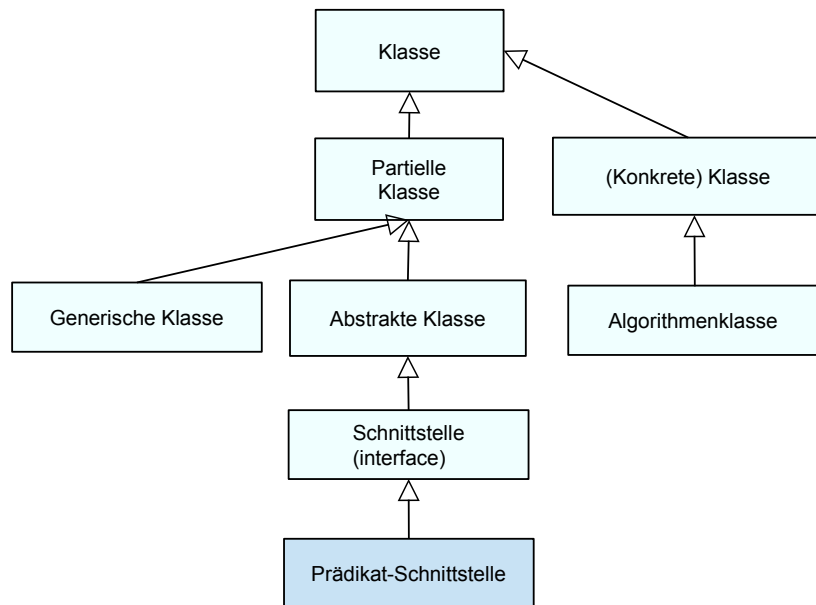 Klasse
Partielle
Klasse
(Konkrete) Klasse
Generische Klasse
Abstrakte Klasse
Algorithmenklasse
Schnittstelle
(interface)
Prädikat-Schnittstelle